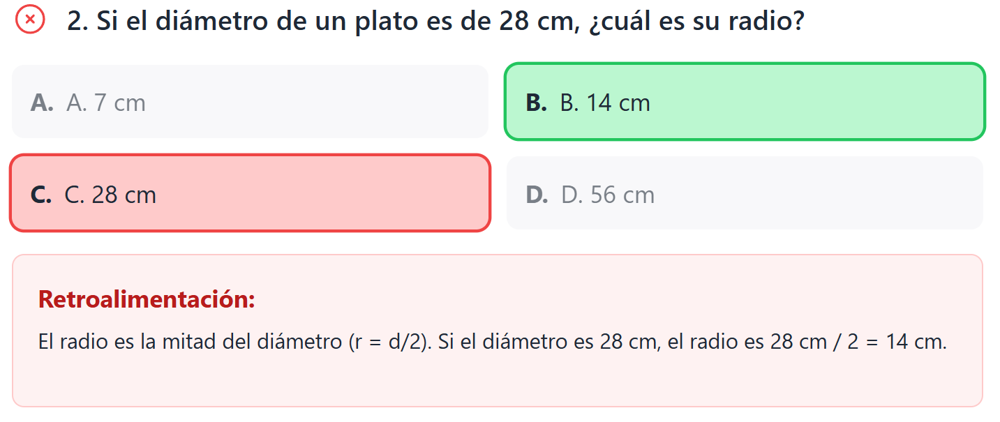 2. Si el diámetro de un plato es de 28 cm, ¿cuál es su radio?
A. A. 7 cm
B. B. 14 cm
C. C. 28 cm
D. D. 56 cm
Retroalimentación:
El radio es la mitad del diámetro (r = d/2). Si el diámetro es 28 cm, el radio es 28 cm / 2 = 14 cm.